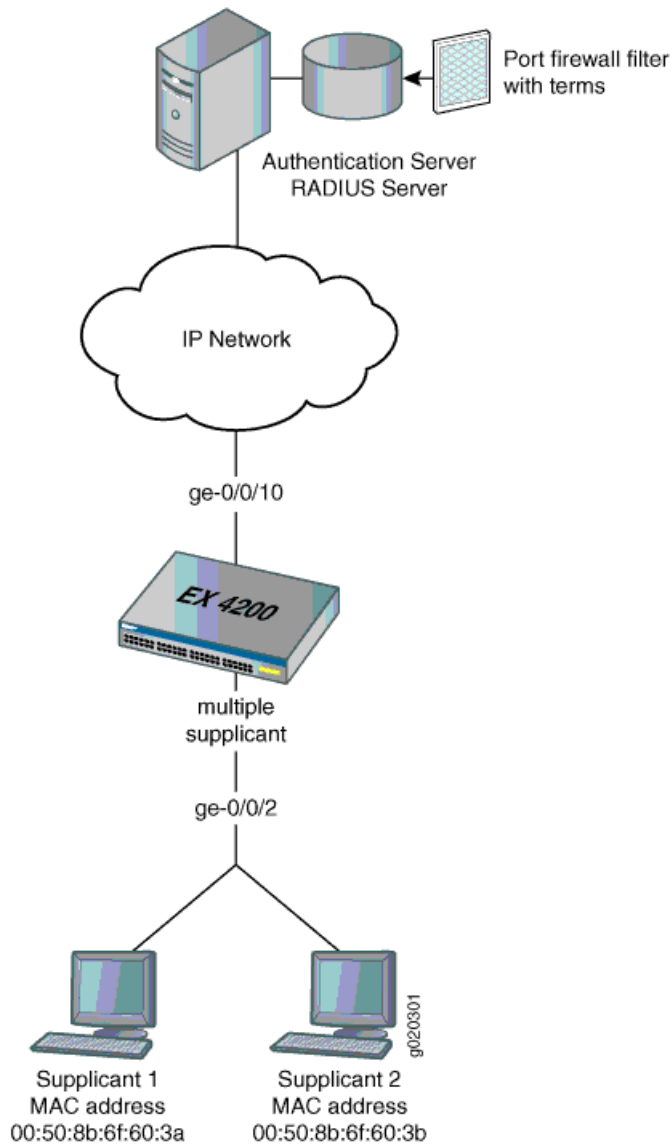 Port firewall filter
with terms
Authentication Server
RADIUS Server
IP Network
ge-0/0/10
EX 4200
multiple
supplicant
ge-0/0/2
g020301
Supplicant 1
MAC address
00:50:8b:6f:60:3a
Supplicant 2
MAC address
00:50:8b:6f:60:3b